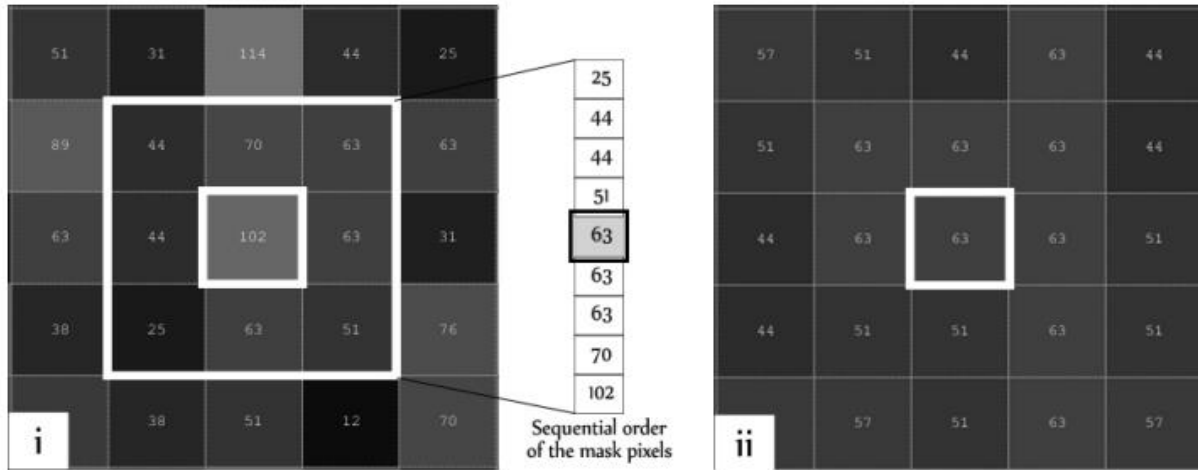 51 31 114 44 25
89 44 70 63 63
63 44 102 63 31
38 25 63 51 76
38 51 12 70
i
25
44
44
51
63
63
63
70
102
Sequential order
of the mask pixels
57 51 44 63 44
51 63 63 63 44
44 63 63 63 51
44 51 51 63 51
57 51 63 57
ii